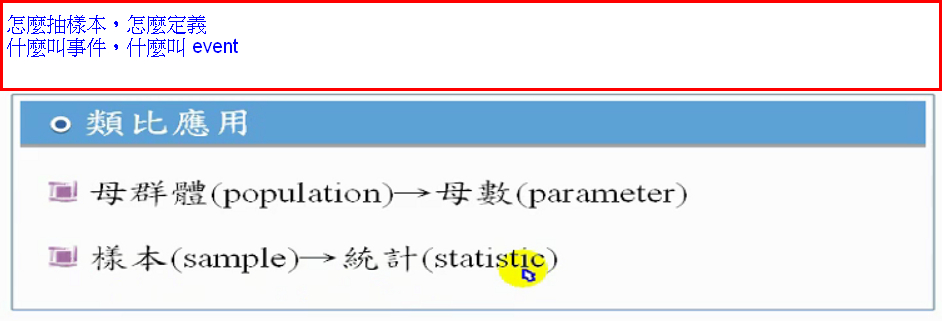 怎麼抽樣本，怎麼定義
什麼叫事件，什麼叫 event
類比應用
母群體(population)→母數(parameter)
樣本(sample)→統計(statistic)